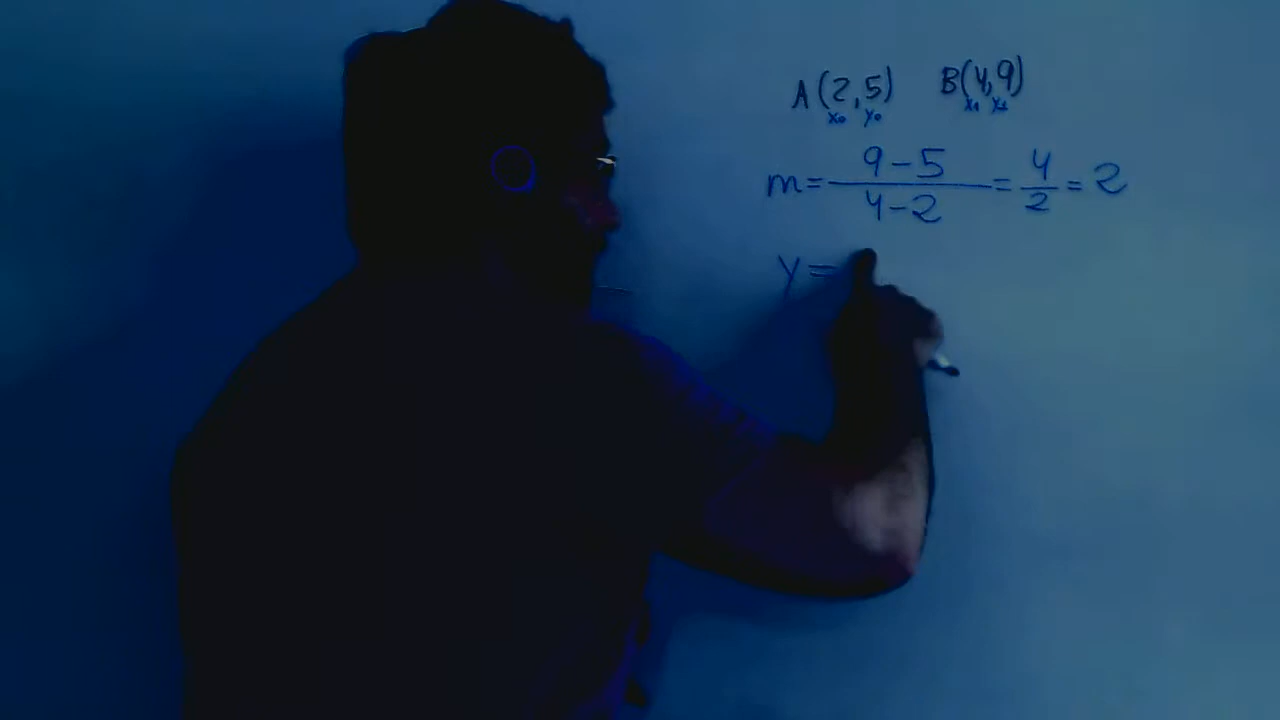 A(2,5) B(4,9)
x₀ y₀ x₁ y₁
m = 9-5/4-2 = 4/2 = 2
y =